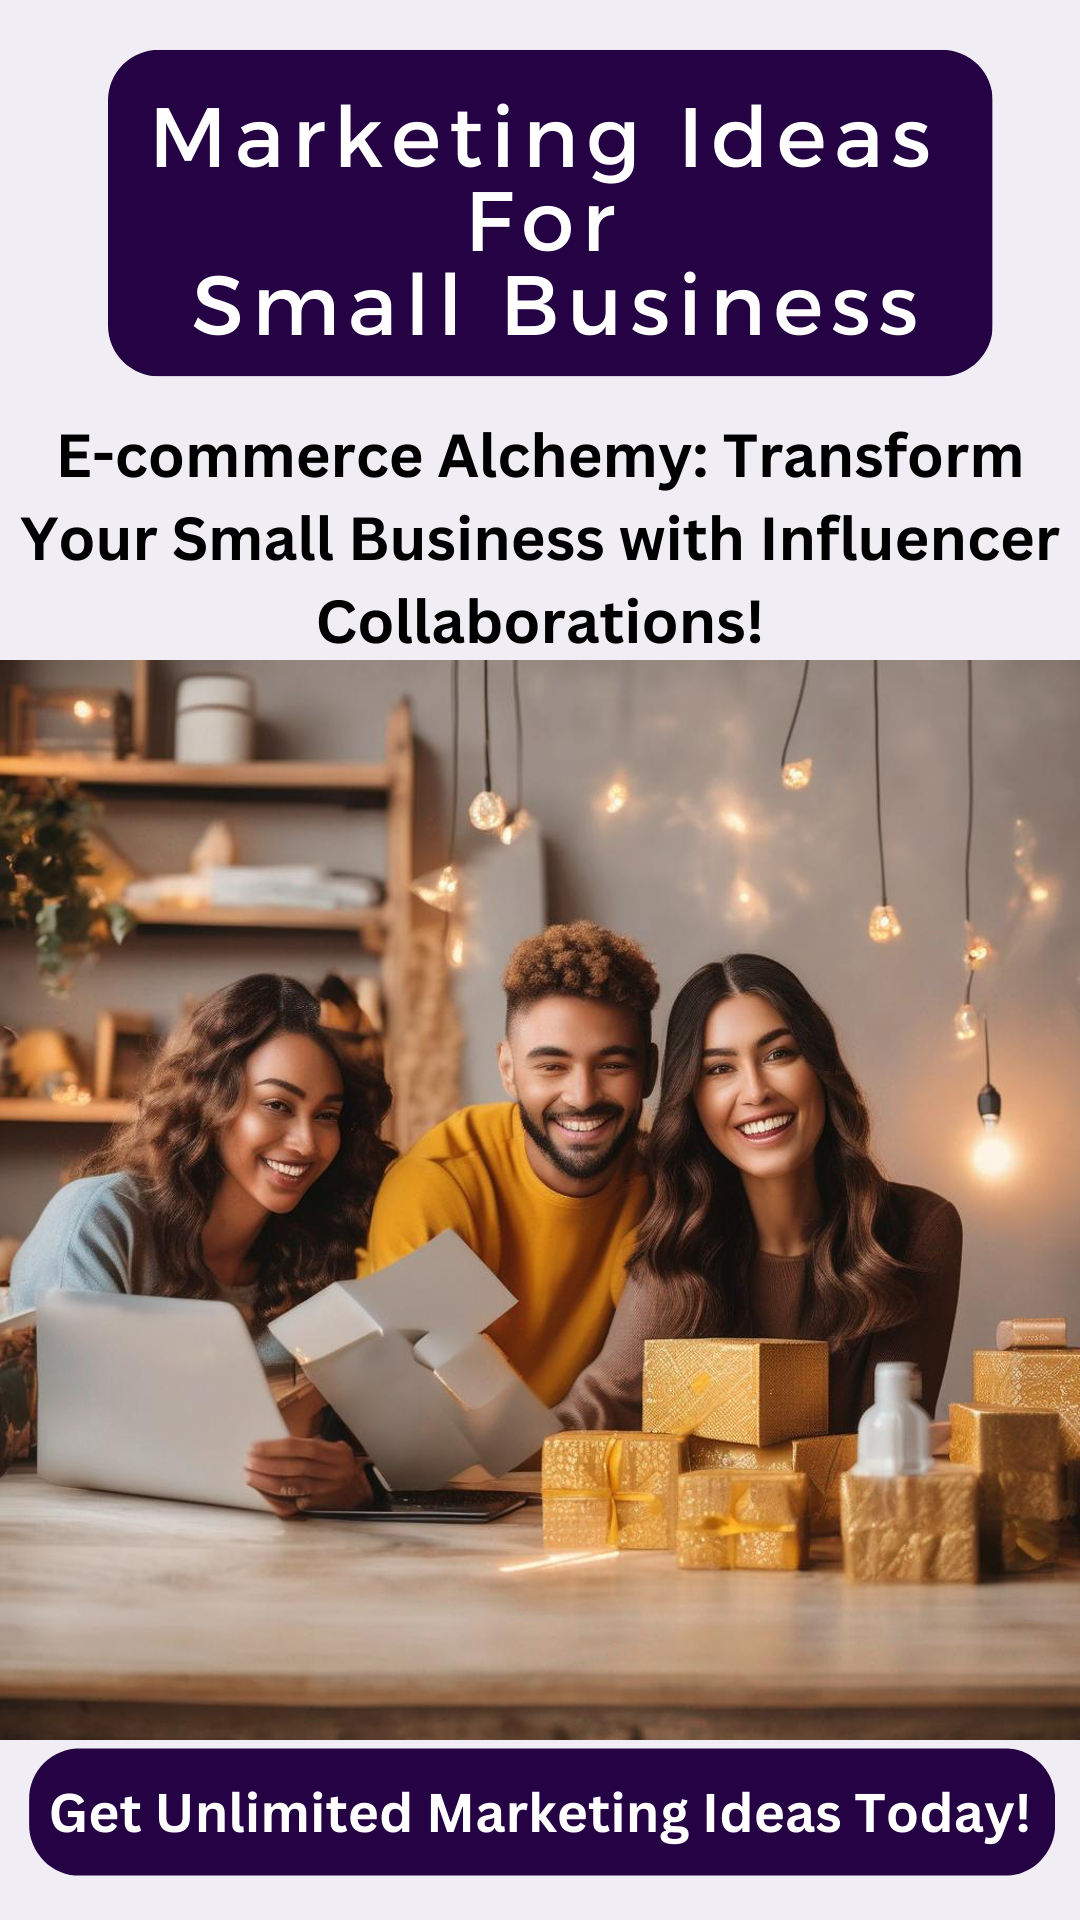 Marketing Ideas
For
Small Business
E-commerce Alchemy: Transform
Your Small Business with Influencer
Collaborations!
Get Unlimited Marketing Ideas Today!